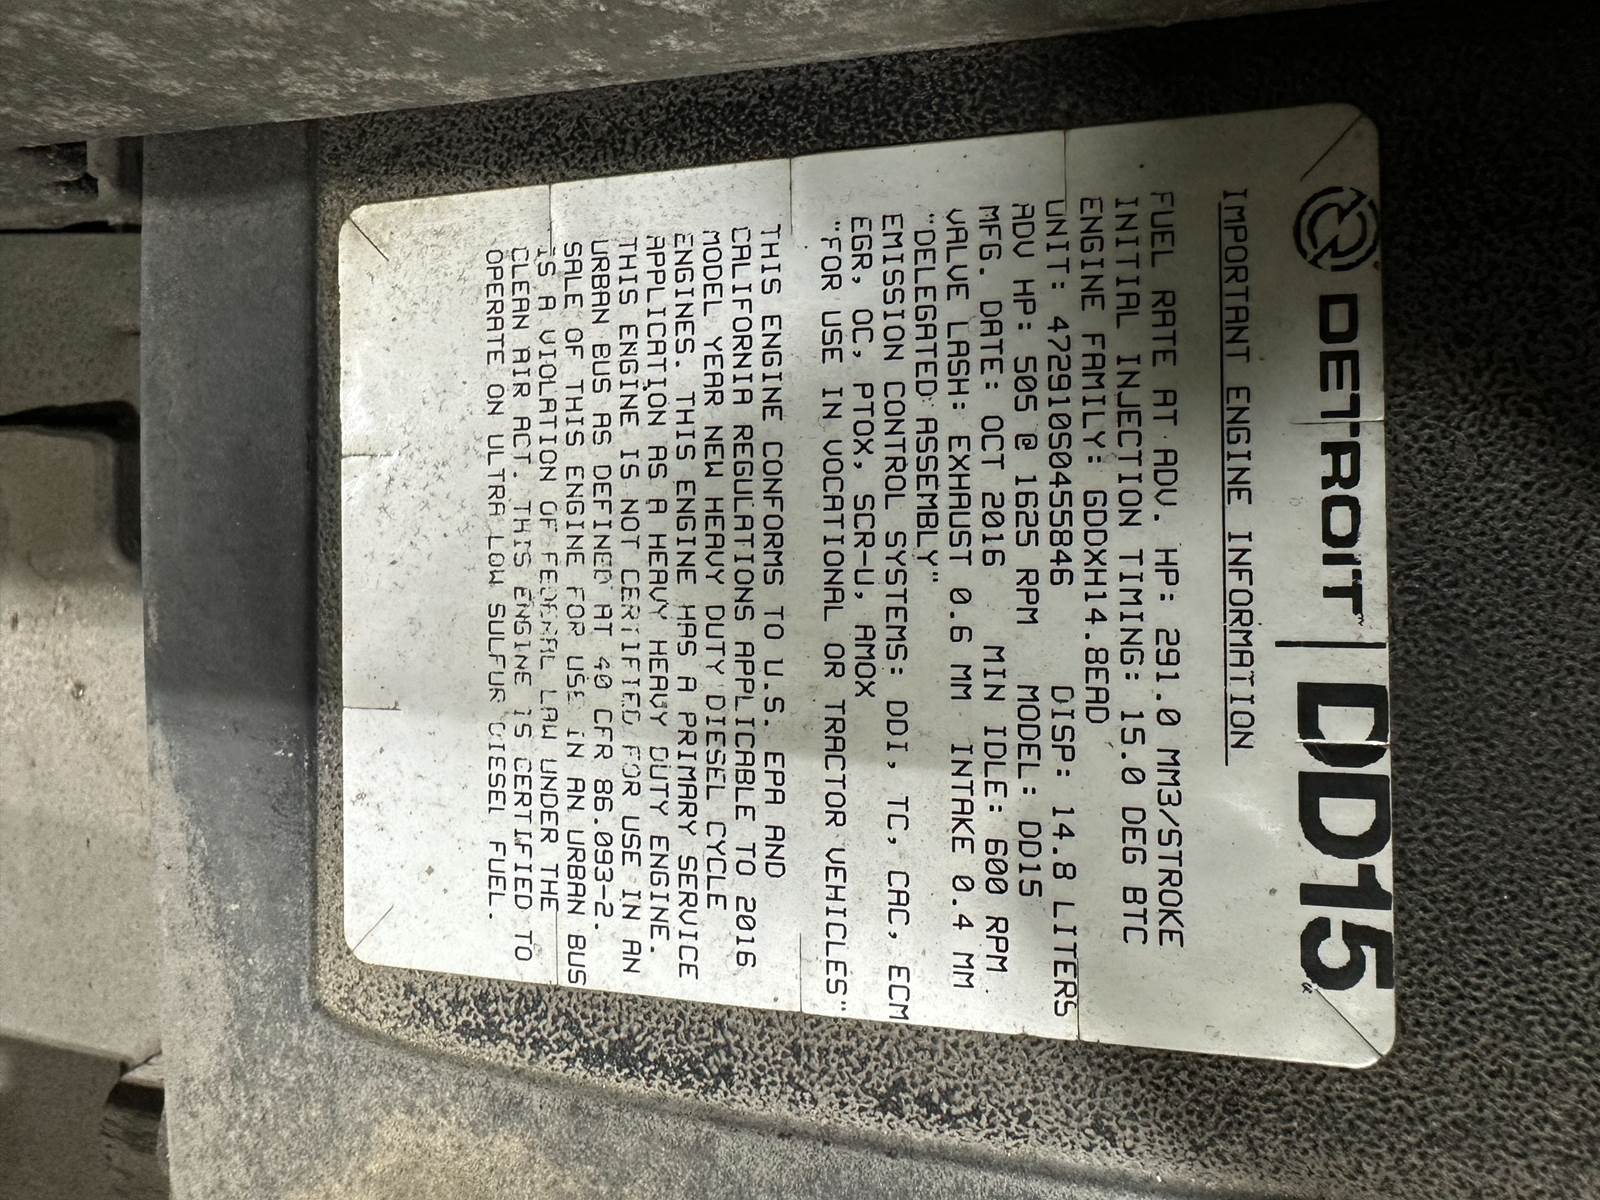 DETROIT™ | DD15®
IMPORTANT ENGINE INFORMATION
FUEL RATE AT ADV. HP: 291.0 MM3/STROKE
INITIAL INJECTION TIMING: 15.0 DEG BTC
ENGINE FAMILY: GDDXH14.8EAD
UNIT: 472910S0455846 DISP: 14.8 LITERS
ADV HP: 505 @ 1625 RPM MODEL: DD15
MFG. DATE: OCT 2016 MIN IDLE: 600 RPM
VALVE LASH: EXHAUST 0.6 MM INTAKE 0.4 MM
"DELEGATED ASSEMBLY"
EMISSION CONTROL SYSTEMS: DDI, TC, CAC, ECM
EGR, OC, PTOX, SCR-U, AMOX
"FOR USE IN VOCATIONAL OR TRACTOR VEHICLES"
THIS ENGINE CONFORMS TO U.S. EPA AND
CALIFORNIA REGULATIONS APPLICABLE TO 2016
MODEL YEAR NEW HEAVY DUTY DIESEL CYCLE
ENGINES. THIS ENGINE HAS A PRIMARY SERVICE
APPLICATION AS A HEAVY HEAVY DUTY ENGINE.
THIS ENGINE IS NOT CERTIFIED FOR USE IN AN
URBAN BUS AS DEFINED AT 40 CFR 86.093-2.
SALE OF THIS ENGINE FOR USE IN AN URBAN BUS
IS A VIOLATION OF FEDERAL LAW UNDER THE
CLEAN AIR ACT. THIS ENGINE IS CERTIFIED TO
OPERATE ON ULTRA LOW SULFUR DIESEL FUEL.